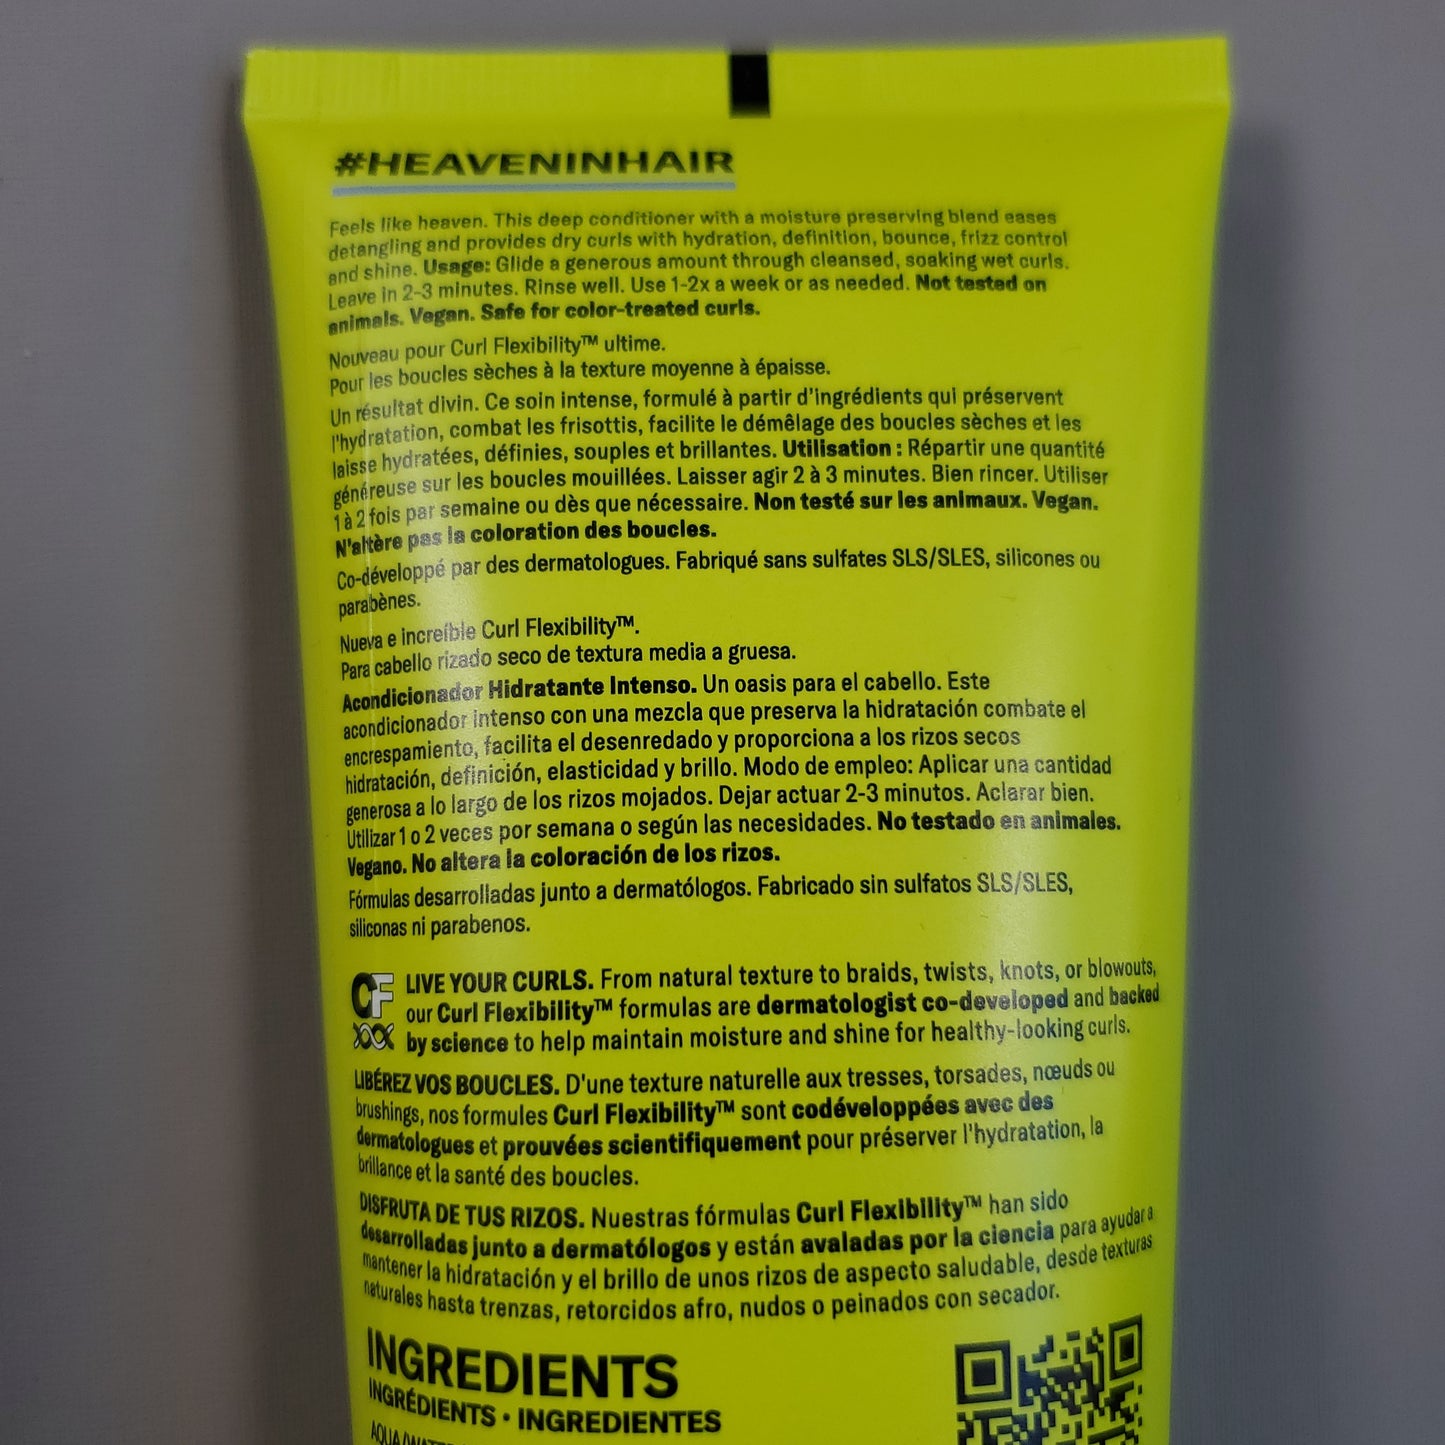 #HEAVENINHAIR
Feels like heaven. This deep conditioner with a moisture preserving blend eases
detangling and provides dry curls with hydration, definition, bounce, frizz control
and shine. Usage: Glide a generous amount through cleansed, soaking wet curls.
Leave in 2-3 minutes. Rinse well. Use 1-2x a week or as needed. Not tested on
animals. Vegan. Safe for color-treated curls.
Nouveau pour Curl Flexibility™ ultime.
Pour les boucles sèches à la texture moyenne à épaisse.
Un résultat divin. Ce soin intense, formulé à partir d'ingrédients qui préservent
l'hydratation, combat les frisottis, facilite le démêlage des boucles sèches et les
laisse hydratées, définies, souples et brillantes. Utilisation : Répartir une quantité
généreuse sur les boucles mouillées. Laisser agir 2 à 3 minutes. Bien rincer. Utiliser
1 à 2 fois par semaine ou dès que nécessaire. Non testé sur les animaux. Vegan.
N'altère pas la coloration des boucles.
Co-développé par des dermatologues. Fabriqué sans sulfates SLS/SLES, silicones ou
parabènes.
Nueva e increíble Curl Flexibility™.
Para cabello rizado seco de textura media a gruesa.
Acondicionador Hidratante Intenso. Un oasis para el cabello. Este
acondicionador intenso con una mezcla que preserva la hidratación combate el
encrespamiento, facilita el desenredado y proporciona a los rizos secos
hidratación, definición, elasticidad y brillo. Modo de empleo: Aplicar una cantidad
generosa a lo largo de los rizos mojados. Dejar actuar 2-3 minutos. Aclarar bien.
Utilizar 1 o 2 veces por semana o según las necesidades. No testado en animales.
Vegano. No altera la coloración de los rizos.
Fórmulas desarrolladas junto a dermatólogos. Fabricado sin sulfatos SLS/SLES,
siliconas ni parabenos.
CF
LIVE YOUR CURLS. From natural texture to braids, twists, knots, or blowouts,
our Curl Flexibility™ formulas are dermatologist co-developed and backed
by science to help maintain moisture and shine for healthy-looking curls.
LIBÉREZ VOS BOUCLES. D'une texture naturelle aux tresses, torsades, nœuds ou
brushings, nos formules Curl Flexibility™ sont codéveloppées avec des
dermatologues et prouvées scientifiquement pour préserver l'hydratation, la
brillance et la santé des boucles.
DISFRUTA DE TUS RIZOS. Nuestras fórmulas Curl Flexibility™ han sido
desarrolladas junto a dermatólogos y están avaladas por la ciencia para ayudar a
mantener la hidratación y el brillo de unos rizos de aspecto saludable, desde texturas
naturales hasta trenzas, retorcidos afro, nudos o peinados con secador.
INGREDIENTS
INGRÉDIENTS • INGREDIENTES